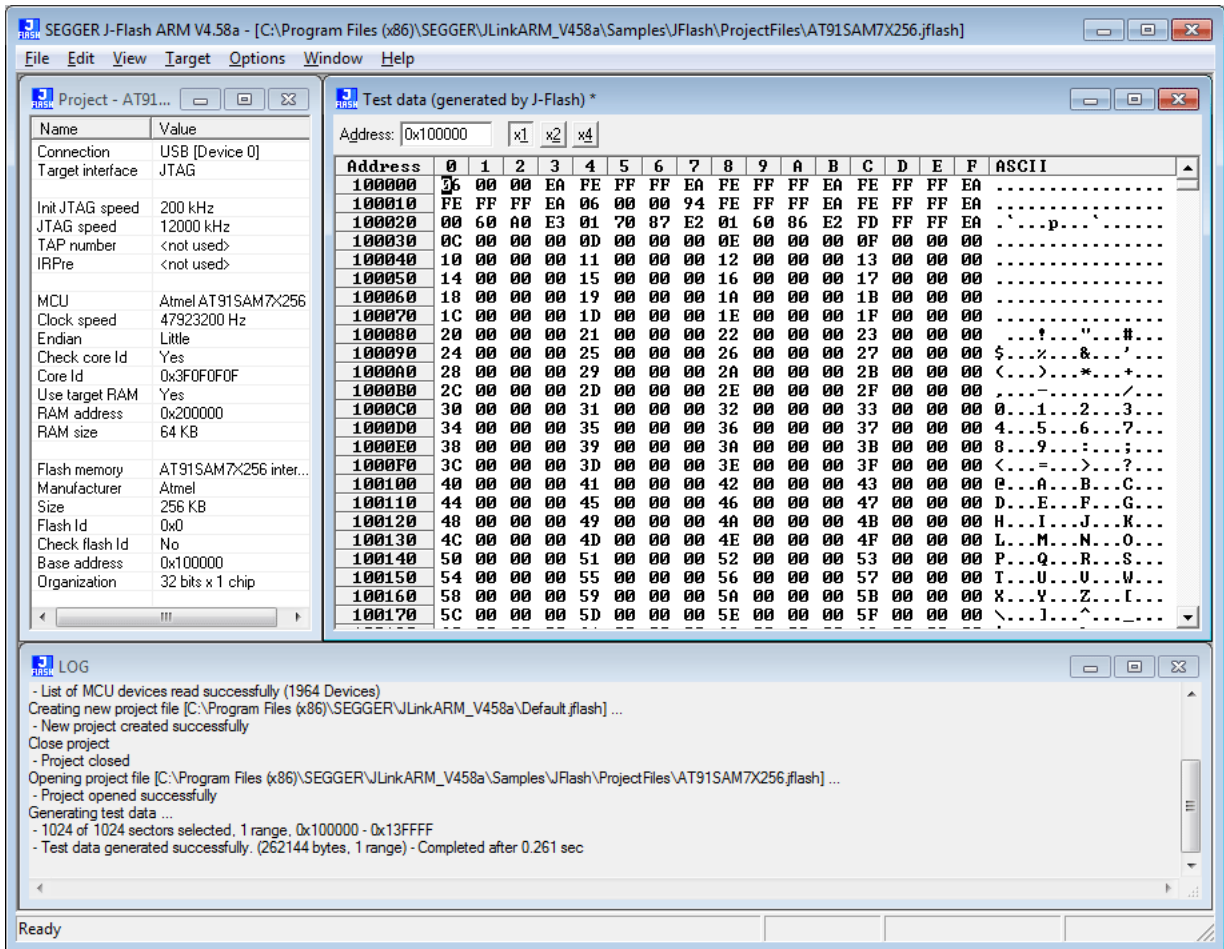 SEGGER J-Flash ARM V4.58a - [C:\Program Files (x86)\SEGGER\JLinkARM_V458a\Samples\JFlash\ProjectFiles\AT91SAM7X256.jflash]
File Edit View Target Options Window Help
Project - AT91...
Name Value
Connection USB [Device 0]
Target interface JTAG
Init JTAG speed 200 kHz
JTAG speed 12000 kHz
TAP number <not used>
IRPre <not used>
MCU Atmel AT91SAM7X256
Clock speed 47923200 Hz
Endian Little
Check core Id Yes
Core Id 0x3F0F0F0F
Use target RAM Yes
RAM address 0x200000
RAM size 64 KB
Flash memory AT91SAM7X256 inter...
Manufacturer Atmel
Size 256 KB
Flash Id 0x0
Check flash Id No
Base address 0x100000
Organization 32 bits x 1 chip
Test data (generated by J-Flash) *
Address: 0x100000 x1 x2 x4
Address 0 1 2 3 4 5 6 7 8 9 A B C D E F ASCII
100000 06 00 00 EA FE FF FF EA FE FF FF EA FE FF FF EA ................
100010 FE FF FF EA 06 00 00 94 FE FF FF EA FE FF FF EA ................
100020 00 60 A0 E3 01 70 87 E2 01 60 86 E2 FD FF FF EA .`...p...`......
100030 0C 00 00 00 0D 00 00 00 0E 00 00 00 0F 00 00 00 ................
100040 10 00 00 00 11 00 00 00 12 00 00 00 13 00 00 00 ................
100050 14 00 00 00 15 00 00 00 16 00 00 00 17 00 00 00 ................
100060 18 00 00 00 19 00 00 00 1A 00 00 00 1B 00 00 00 ................
100070 1C 00 00 00 1D 00 00 00 1E 00 00 00 1F 00 00 00 ................
100080 20 00 00 00 21 00 00 00 22 00 00 00 23 00 00 00  ...!..."...#...
100090 24 00 00 00 25 00 00 00 26 00 00 00 27 00 00 00 $...%...&...'...
1000A0 28 00 00 00 29 00 00 00 2A 00 00 00 2B 00 00 00 (...)...*...+...
1000B0 2C 00 00 00 2D 00 00 00 2E 00 00 00 2F 00 00 00 ,...-......./...
1000C0 30 00 00 00 31 00 00 00 32 00 00 00 33 00 00 00 0...1...2...3...
1000D0 34 00 00 00 35 00 00 00 36 00 00 00 37 00 00 00 4...5...6...7...
1000E0 38 00 00 00 39 00 00 00 3A 00 00 00 3B 00 00 00 8...9...:...;...
1000F0 3C 00 00 00 3D 00 00 00 3E 00 00 00 3F 00 00 00 <...=...>...?...
100100 40 00 00 00 41 00 00 00 42 00 00 00 43 00 00 00 @...A...B...C...
100110 44 00 00 00 45 00 00 00 46 00 00 00 47 00 00 00 D...E...F...G...
100120 48 00 00 00 49 00 00 00 4A 00 00 00 4B 00 00 00 H...I...J...K...
100130 4C 00 00 00 4D 00 00 00 4E 00 00 00 4F 00 00 00 L...M...N...O...
100140 50 00 00 00 51 00 00 00 52 00 00 00 53 00 00 00 P...Q...R...S...
100150 54 00 00 00 55 00 00 00 56 00 00 00 57 00 00 00 T...U...V...W...
100160 58 00 00 00 59 00 00 00 5A 00 00 00 5B 00 00 00 X...Y...Z...[...
100170 5C 00 00 00 5D 00 00 00 5E 00 00 00 5F 00 00 00 \...]...^..._...
LOG
- List of MCU devices read successfully (1964 Devices)
Creating new project file [C:\Program Files (x86)\SEGGER\JLinkARM_V458a\Default.jflash] ...
- New project created successfully
Close project
- Project closed
Opening project file [C:\Program Files (x86)\SEGGER\JLinkARM_V458a\Samples\JFlash\ProjectFiles\AT91SAM7X256.jflash] ...
- Project opened successfully
Generating test data ...
- 1024 of 1024 sectors selected, 1 range, 0x100000 - 0x13FFFF
- Test data generated successfully. (262144 bytes, 1 range) - Completed after 0.261 sec
Ready